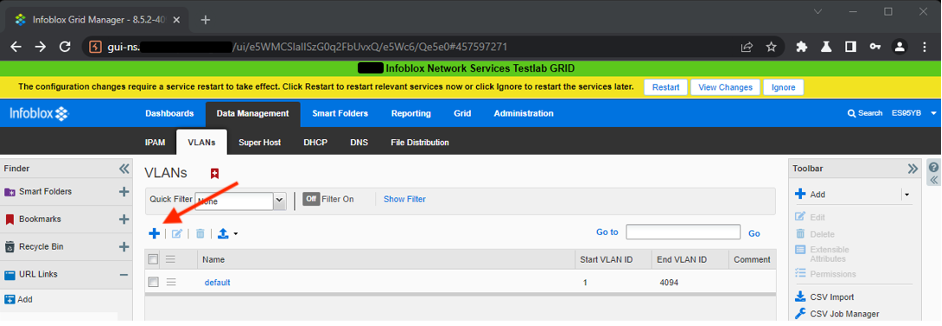 Infoblox Grid Manager - 8.5.2-40
gui-ns. /ui/e5WMCSlalISzG0q2FbUvxQ/e5Wc6/Qe5e0#457597271
Infoblox Network Services Testlab GRID
The configuration changes require a service restart to take effect. Click Restart to restart relevant services now or click Ignore to restart the services later. Restart View Changes Ignore
Infoblox Dashboards Data Management Smart Folders Reporting Grid Administration Search ES95YB
IPAM VLANs Super Host DHCP DNS File Distribution
Finder
Smart Folders
Bookmarks
Recycle Bin
URL Links
Add
VLANs
Quick Filter None Off Filter On Show Filter
Go to Go
Name Start VLAN ID End VLAN ID Comment
default 1 4094
Toolbar
Add
Edit
Delete
Extensible
Attributes
Permissions
CSV Import
CSV Job Manager